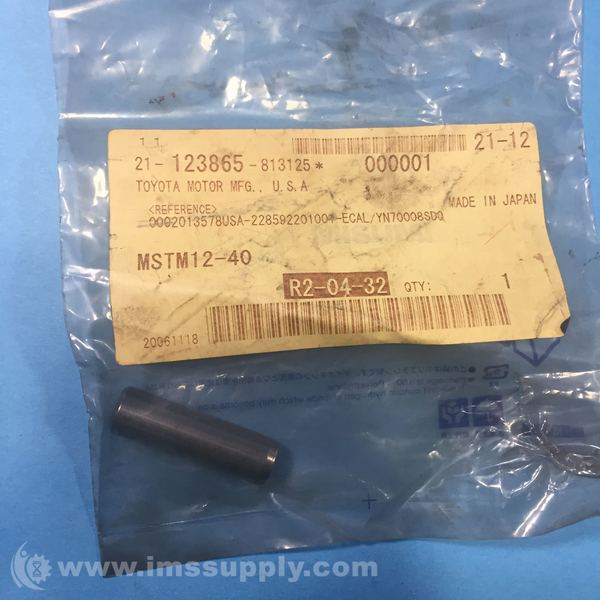 1 1
21-12
21-123865-813125* 000001
TOYOTA MOTOR MFG., U.S.A
<REFERENCE>
MADE IN JAPAN
0002013578USA-228592201001-ECAL/YN70008SDQ
MSTM12-40
R2-04-32 QTY: 1
20061118
www.imssupply.com